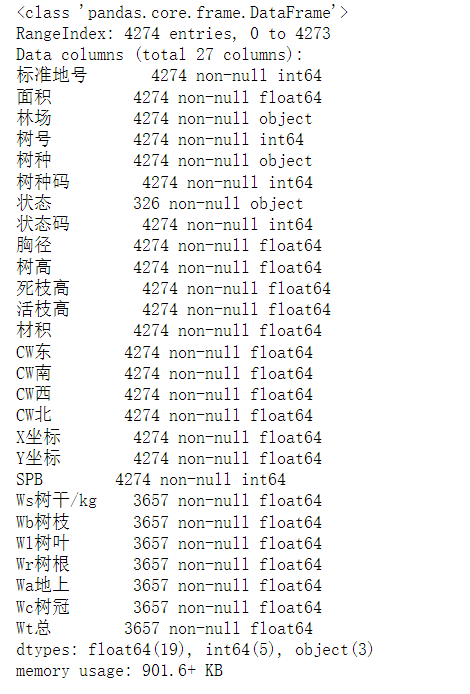 <class 'pandas.core.frame.DataFrame'>
RangeIndex: 4274 entries, 0 to 4273
Data columns (total 27 columns):
标准地号      4274 non-null int64
面积        4274 non-null float64
林场        4274 non-null object
树号        4274 non-null int64
树种        4274 non-null object
树种码       4274 non-null int64
状态        326 non-null object
状态码       4274 non-null int64
胸径        4274 non-null float64
树高        4274 non-null float64
死枝高       4274 non-null float64
活枝高       4274 non-null float64
材积        4274 non-null float64
CW东       4274 non-null float64
CW南       4274 non-null float64
CW西       4274 non-null float64
CW北       4274 non-null float64
X坐标       4274 non-null float64
Y坐标       4274 non-null float64
SPB       4274 non-null int64
Ws树干/kg   3657 non-null float64
Wb树枝      3657 non-null float64
Wl树叶      3657 non-null float64
Wr树根      3657 non-null float64
Wa地上      3657 non-null float64
Wc树冠      3657 non-null float64
Wt总       3657 non-null float64
dtypes: float64(19), int64(5), object(3)
memory usage: 901.6+ KB